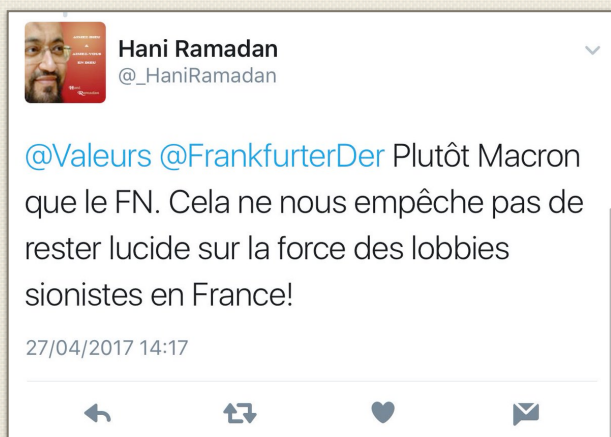 Hani Ramadan
@_HaniRamadan
@Valeurs @FrankfurterDer Plutôt Macron
que le FN. Cela ne nous empêche pas de
rester lucide sur la force des lobbies
sionistes en France!
27/04/2017 14:17